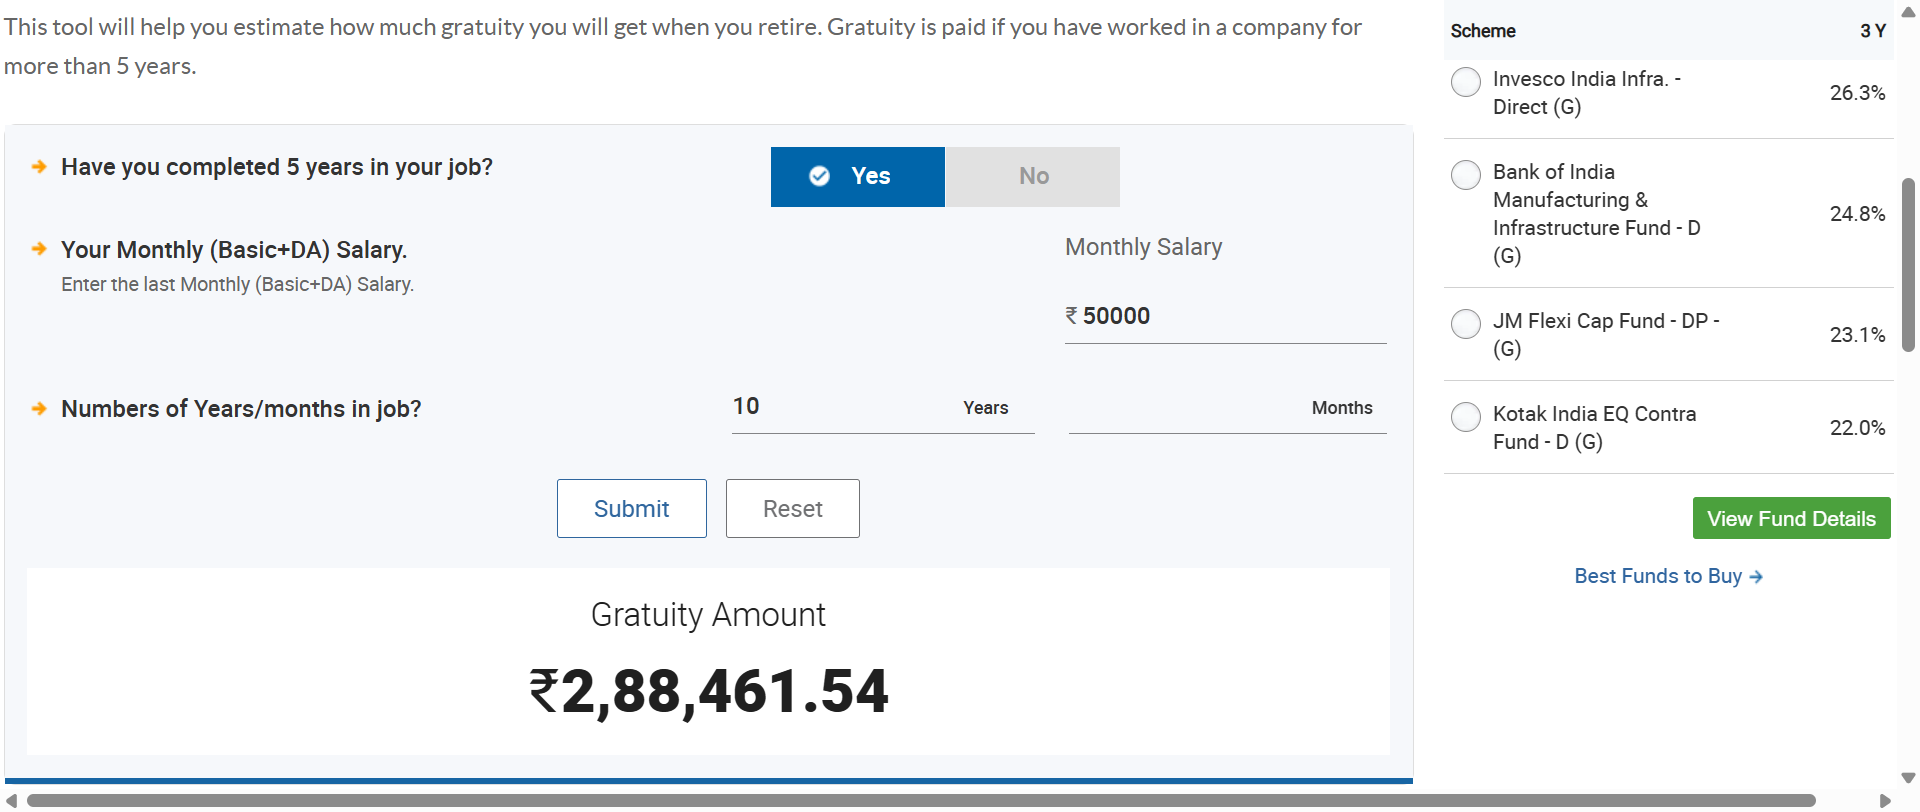 This tool will help you estimate how much gratuity you will get when you retire. Gratuity is paid if you have worked in a company for
more than 5 years.
Have you completed 5 years in your job?
Yes
No
Your Monthly (Basic+DA) Salary.
Enter the last Monthly (Basic+DA) Salary.
Monthly Salary
₹ 50000
Numbers of Years/months in job?
10
Years
Months
Submit
Reset
Gratuity Amount
₹2,88,461.54
Scheme
3 Y
Invesco India Infra. -
Direct (G)
26.3%
Bank of India
Manufacturing &
Infrastructure Fund - D
(G)
24.8%
JM Flexi Cap Fund - DP -
(G)
23.1%
Kotak India EQ Contra
Fund - D (G)
22.0%
View Fund Details
Best Funds to Buy